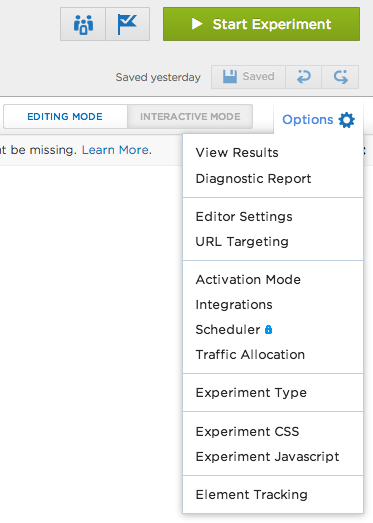 Start Experiment
Saved yesterday
Saved
EDITING MODE
INTERACTIVE MODE
Options
t be missing. Learn More.
View Results
Diagnostic Report
Editor Settings
URL Targeting
Activation Mode
Integrations
Scheduler
Traffic Allocation
Experiment Type
Experiment CSS
Experiment Javascript
Element Tracking